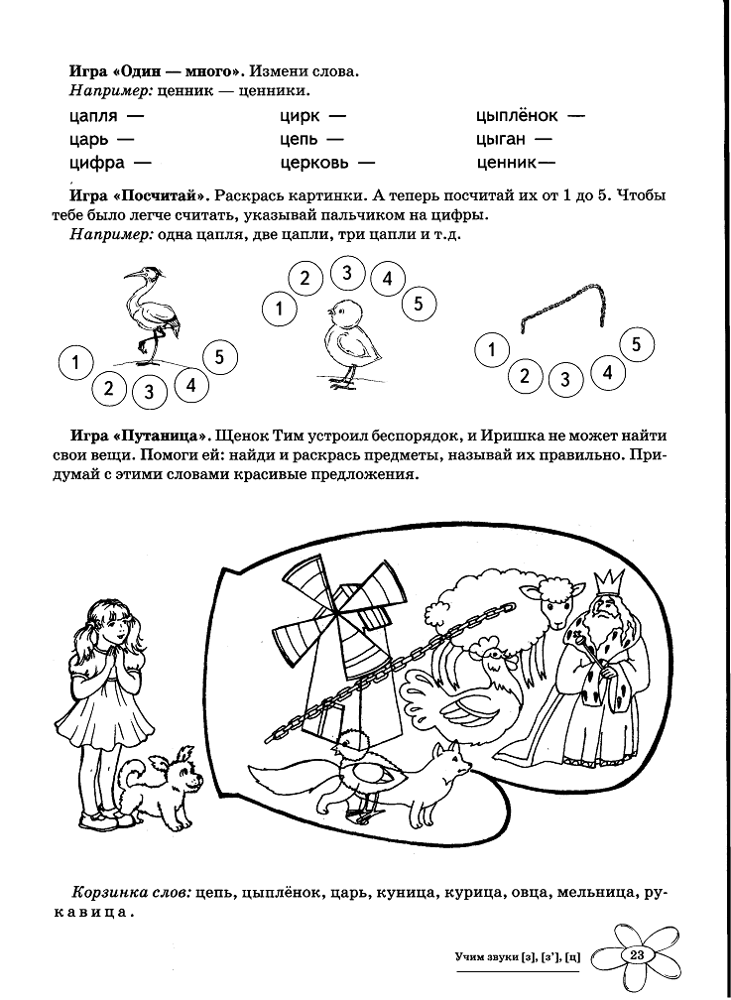 Игра «Один — много». Измени слова.
Например: ценник — ценники.
цапля — цирк — цыплёнок —
царь — цепь — цыган —
цифра — церковь — ценник—
Игра «Посчитай». Раскрась картинки. А теперь посчитай их от 1 до 5. Чтобы
тебе было легче считать, указывай пальчиком на цифры.
Например: одна цапля, две цапли, три цапли и т.д.
1 2 3 4 5
1 2 3 4 5
1 2 3 4 5
Игра «Путаница». Щенок Тим устроил беспорядок, и Иришка не может найти
свои вещи. Помоги ей: найди и раскрась предметы, называй их правильно. При-
думай с этими словами красивые предложения.
Корзинка слов: цепь, цыплёнок, царь, куница, курица, овца, мельница, ру-
кавица.
Учим звуки [з], [з’], [ц]
23